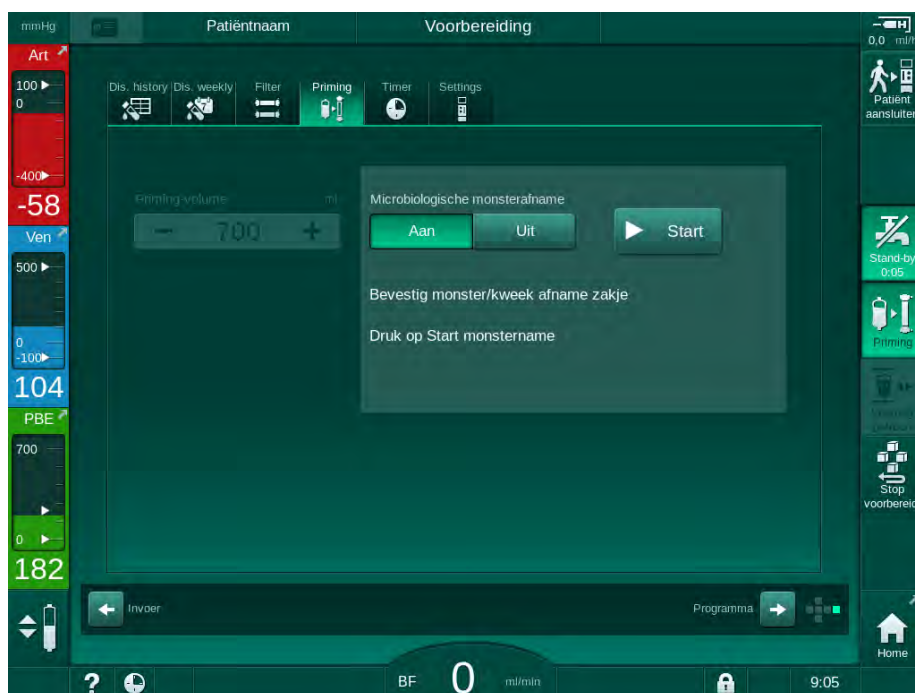 mmHg
Patiëntnaam
Voorbereiding
H
0,0 ml/h
Art
100
0
-400
-58
Ven
500
0
-100
104
PBE
700
0
182
Dis. history
Dis. weekly
7
Filter
Priming
Timer
Settings
Priming-volume ml
700
Microbiologische monsterafname
Aan
Uit
Start
Bevestig monster/kweek afname zakje
Druk op Start monstername
Patiënt
aansluiten
Stand-by
0:05
Priming
Stop
voorbereid
Invoer
Programma
Home
?
BF 0 ml/min
9:05